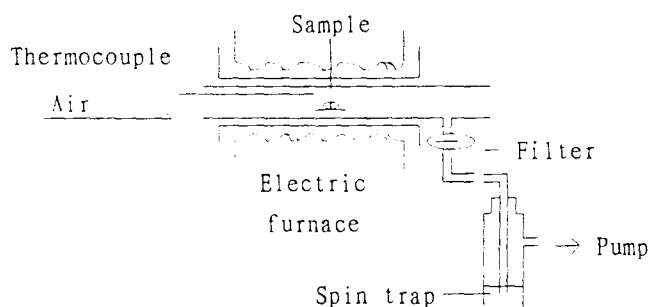 Sample
Thermocouple
Air
Filter
Electric
furnace
Pump
Spin trap